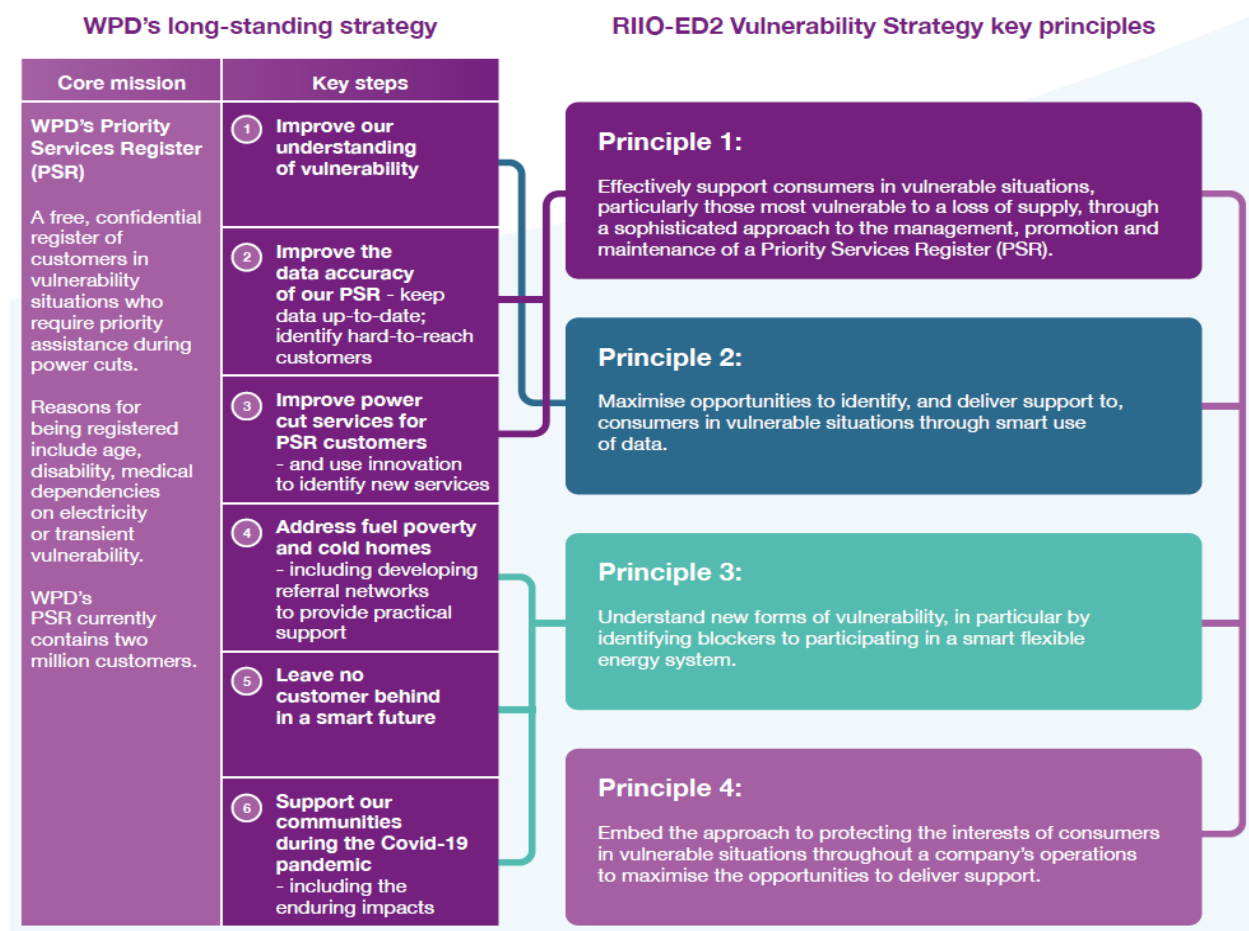 WPD's long-standing strategy
RIIO-ED2 Vulnerability Strategy key principles
Core mission
Key steps
WPD's Priority
Services Register
(PSR)
A free, confidential
register of
customers in
vulnerability
situations who
require priority
assistance during
power cuts.
Reasons for
being registered
include age,
disability, medical
dependencies
on electricity
or transient
vulnerability.
WPD's
PSR currently
contains two
million customers.
1 Improve our
understanding
of vulnerability
2 Improve the
data accuracy
of our PSR - keep
data up-to-date;
identify hard-to-reach
customers
3 Improve power
cut services for
PSR customers
- and use innovation
to identify new services
4 Address fuel poverty
and cold homes
- including developing
referral networks
to provide practical
support
5 Leave no
customer behind
in a smart future
6 Support our
communities
during the Covid-19
pandemic
- including the
enduring impacts
Principle 1:
Effectively support consumers in vulnerable situations,
particularly those most vulnerable to a loss of supply, through
a sophisticated approach to the management, promotion and
maintenance of a Priority Services Register (PSR).
Principle 2:
Maximise opportunities to identify, and deliver support to,
consumers in vulnerable situations through smart use
of data.
Principle 3:
Understand new forms of vulnerability, in particular by
identifying blockers to participating in a smart flexible
energy system.
Principle 4:
Embed the approach to protecting the interests of consumers
in vulnerable situations throughout a company's operations
to maximise the opportunities to deliver support.